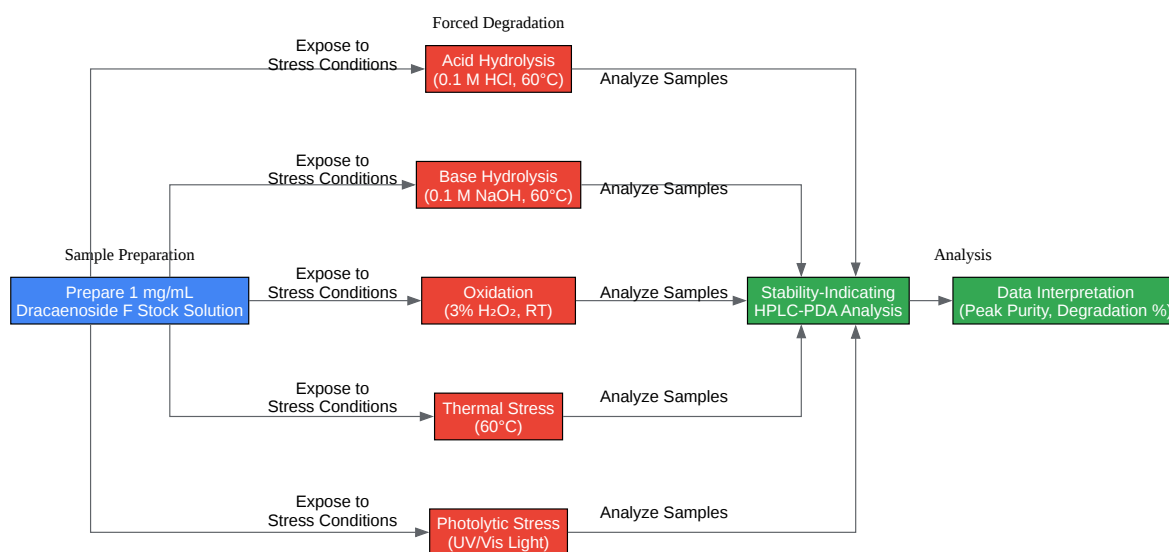 Forced Degradation
Expose to
Stress Conditions
Acid Hydrolysis
(0.1 M HCl, 60°C)
Analyze Samples
Expose to
Stress Conditions
Base Hydrolysis
(0.1 M NaOH, 60°C)
Analyze Samples
Sample Preparation
Analysis
Prepare 1 mg/mL
Dracaenoside F Stock Solution
Expose to
Stress Conditions
Oxidation
(3% H₂O₂, RT)
Analyze Samples
Stability-Indicating
HPLC-PDA Analysis
Data Interpretation
(Peak Purity, Degradation %)
Expose to
Stress Conditions
Thermal Stress
(60°C)
Analyze Samples
Expose to
Stress Conditions
Photolytic Stress
(UV/Vis Light)
Analyze Samples